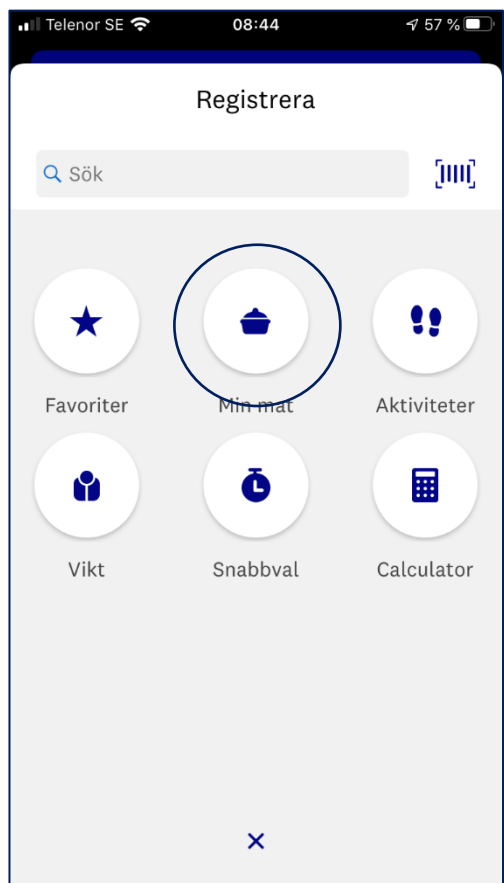 Telenor SE 08:44 57 %
Registrera
Sök
Favoriter Min mat Aktiviteter
Vikt Snabbval Calculator